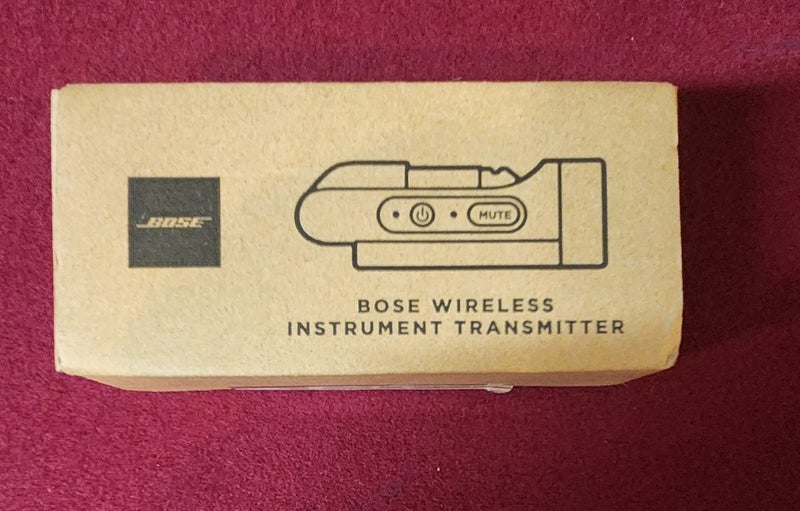 BOSE
MUTE
BOSE WIRELESS
INSTRUMENT TRANSMITTER